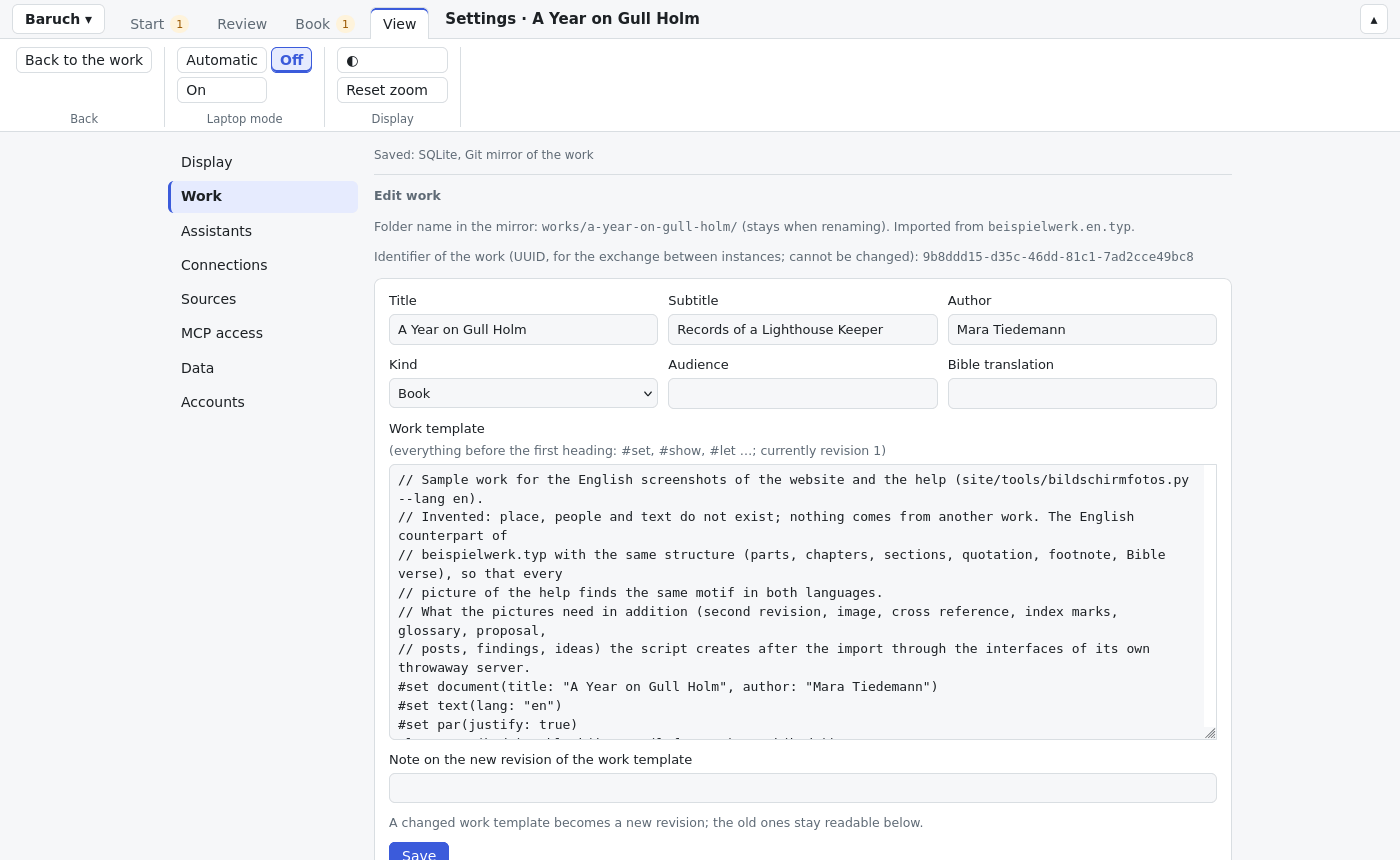 Baruch ▾
Start 1
Review
Book 1
View
Settings · A Year on Gull Holm
▴
Back to the work
Back
Automatic
Off
On
Laptop mode
◐
Reset zoom
Display
Display
Work
Assistants
Connections
Sources
MCP access
Data
Accounts
Saved: SQLite, Git mirror of the work
Edit work
Folder name in the mirror: works/a-year-on-gull-holm/ (stays when renaming). Imported from beispielwerk.en.typ.
Identifier of the work (UUID, for the exchange between instances; cannot be changed): 9b8ddd15-d35c-46dd-81c1-7ad2cce49bc8
Title
A Year on Gull Holm
Subtitle
Records of a Lighthouse Keeper
Author
Mara Tiedemann
Kind
Book
Audience
Bible translation
Work template
(everything before the first heading: #set, #show, #let …; currently revision 1)
// Sample work for the English screenshots of the website and the help (site/tools/bildschirmfotos.py
--lang en).
// Invented: place, people and text do not exist; nothing comes from another work. The English
counterpart of
// beispielwerk.typ with the same structure (parts, chapters, sections, quotation, footnote, Bible
verse), so that every
// picture of the help finds the same motif in both languages.
// What the pictures need in addition (second revision, image, cross reference, index marks,
glossary, proposal,
// posts, findings, ideas) the script creates after the import through the interfaces of its own
throwaway server.
#set document(title: "A Year on Gull Holm", author: "Mara Tiedemann")
#set text(lang: "en")
#set par(justify: true)
Note on the new revision of the work template
A changed work template becomes a new revision; the old ones stay readable below.
Save